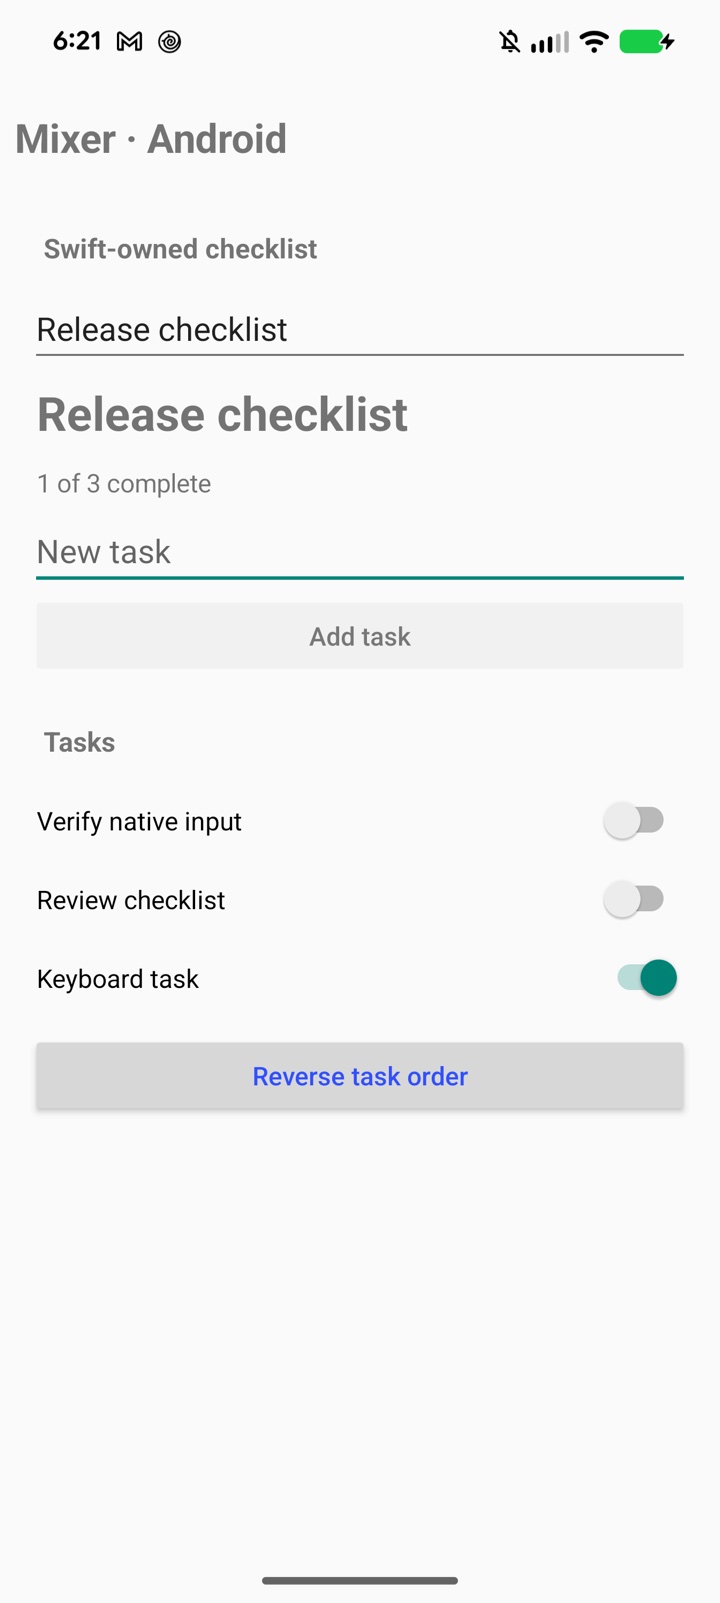 6:21
Mixer · Android
Swift-owned checklist
Release checklist
Release checklist
1 of 3 complete
New task
Add task
Tasks
Verify native input
Review checklist
Keyboard task
Reverse task order